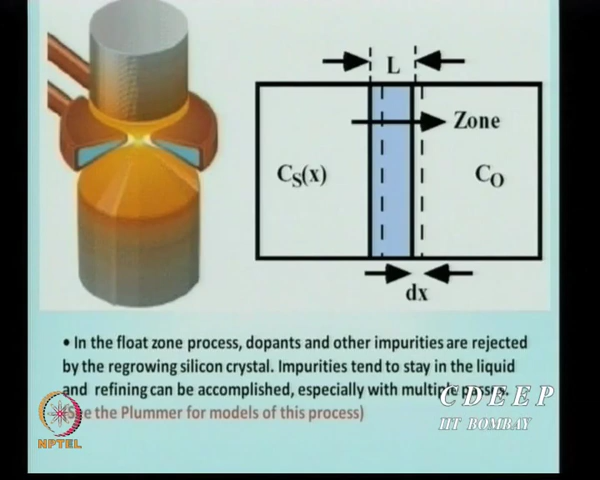 L
Zone
CS(x)
CO
dx
• In the float zone process, dopants and other impurities are rejected
by the regrowing silicon crystal. Impurities tend to stay in the liquid
and refining can be accomplished, especially with multiple passes.
(See the Plummer for models of this process)
CDEEP
IIT BOMBAY
NPTEL